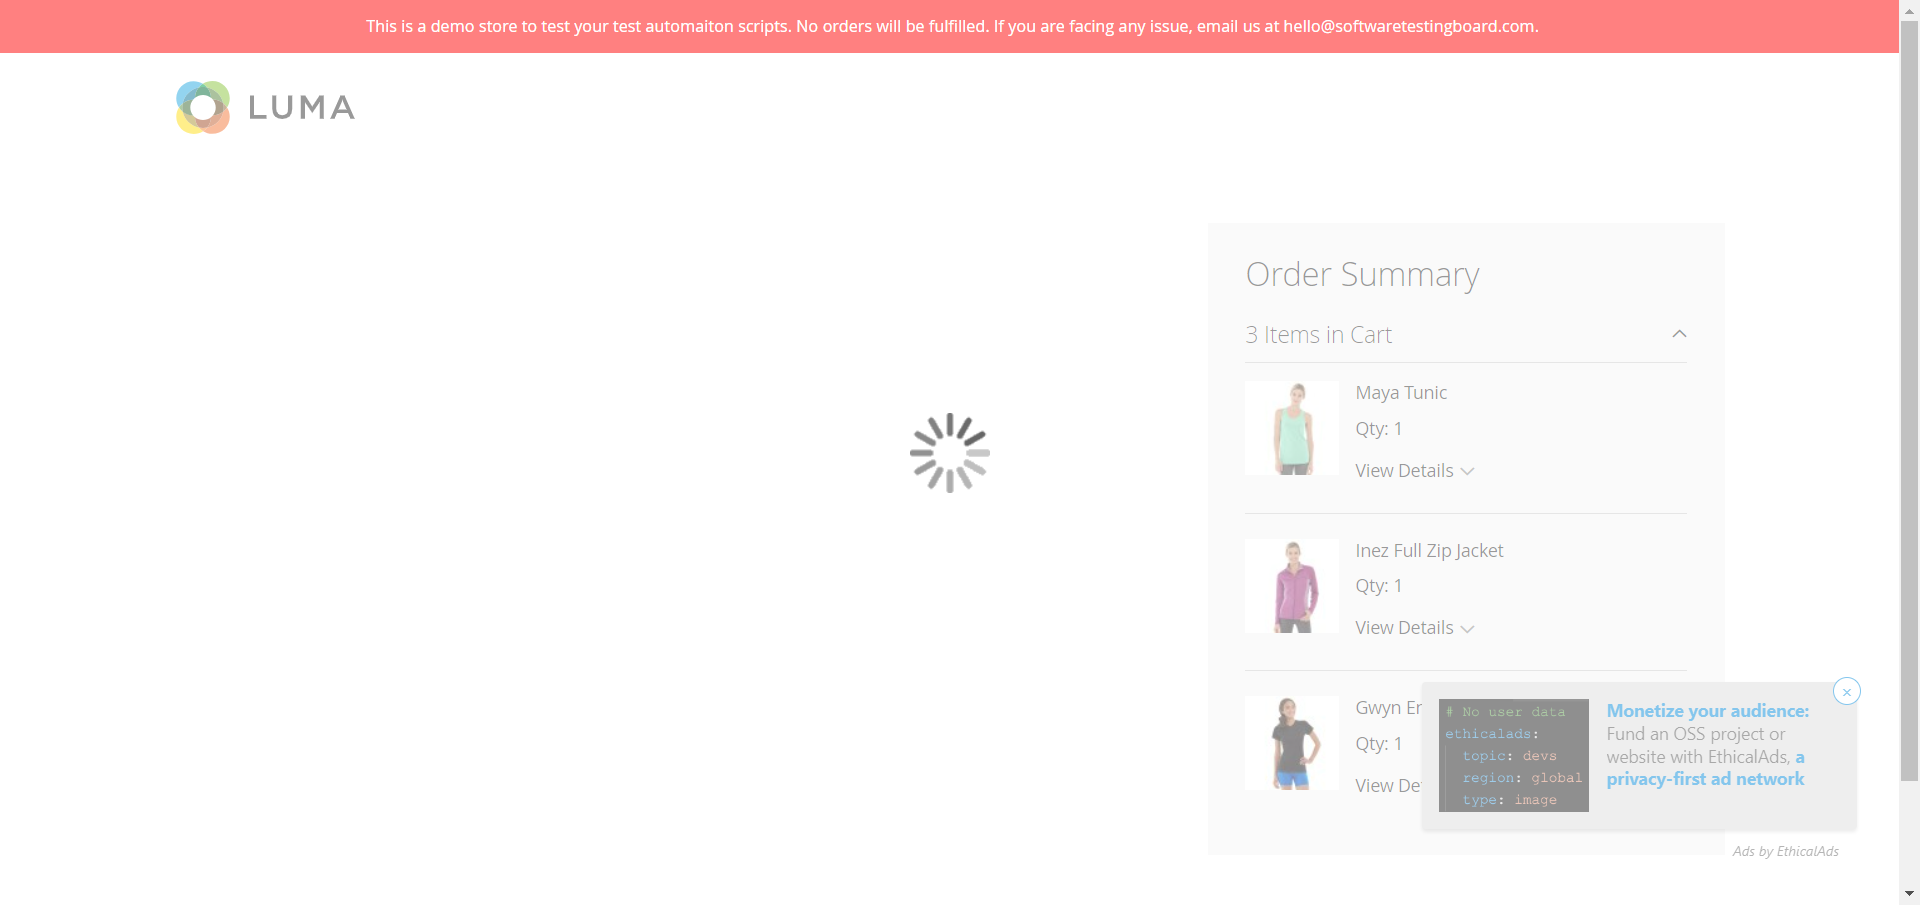 This is a demo store to test your test automaiton scripts. No orders will be fulfilled. If you are facing any issue, email us at hello@softwaretestingboard.com.
LUMA
Order Summary
3 Items in Cart
Maya Tunic
Qty: 1
View Details
Inez Full Zip Jacket
Qty: 1
View Details
Gwyn
Qty: 1
View
# No user data
ethicalads:
topic: devs
region: global
type: image
Monetize your audience:
Fund an OSS project or
website with EthicalAds, a
privacy-first ad network
Ads by EthicalAds